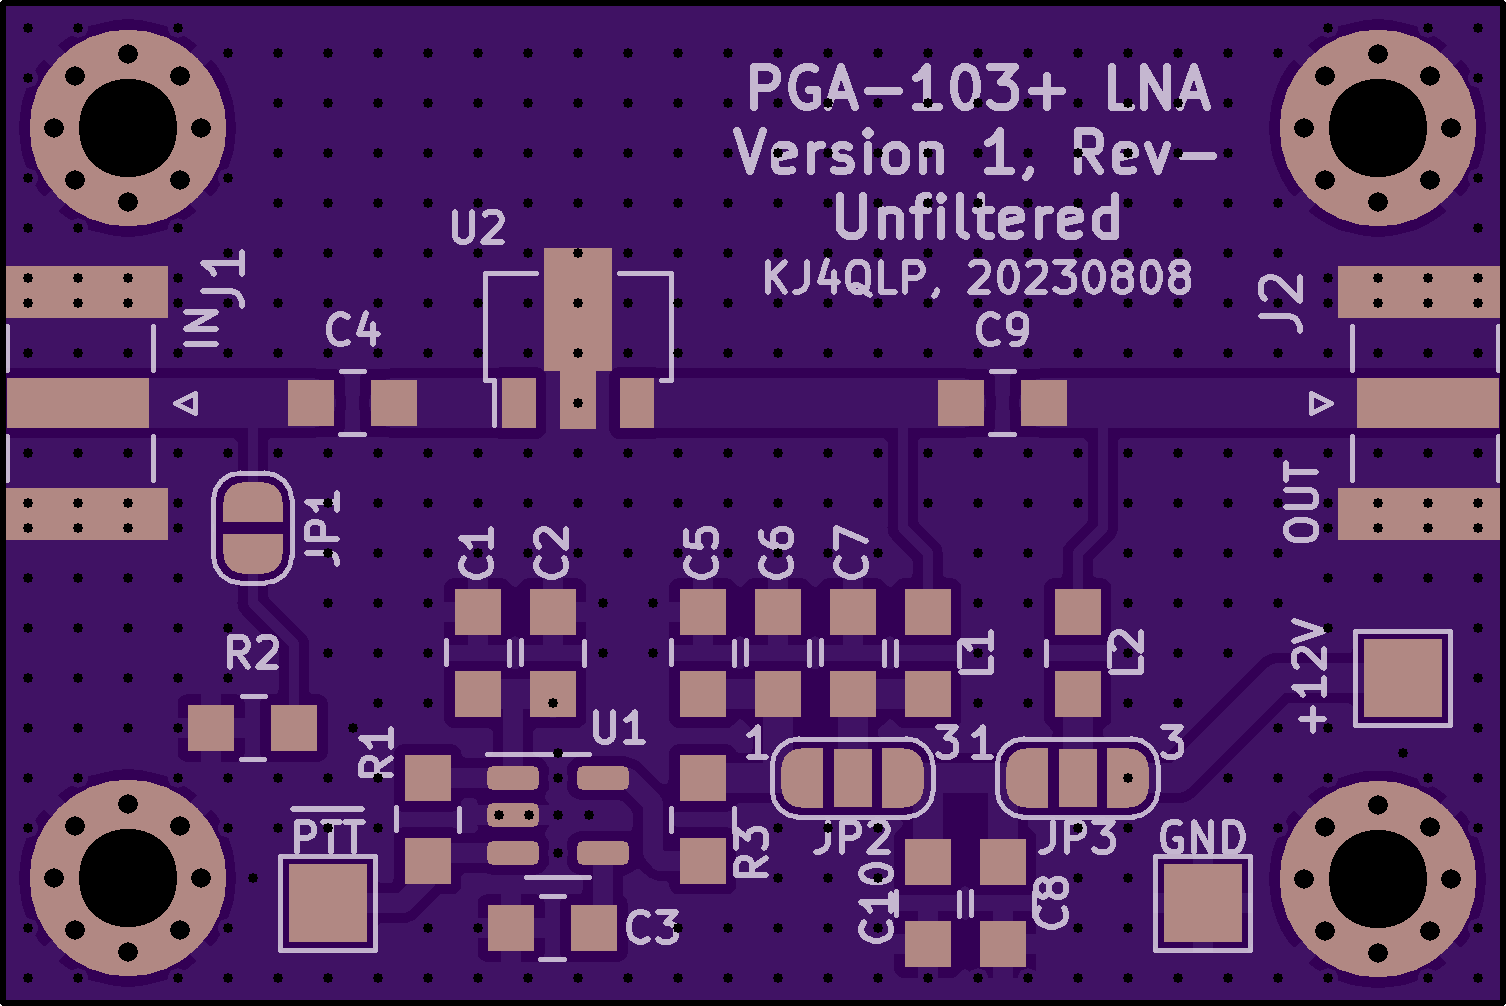 PGA-103+ LNA
Version 1, Rev-
Unfiltered
KJ4QLP, 20230808
U2
J1
IN
C4
C9
J2
OUT
JP1
C1
C2
C5
C6
C7
L1
L2
+12V
R2
R1
U1
1
3
1
3
PTT
R3
JP2
JP3
GND
C10
C8
C3